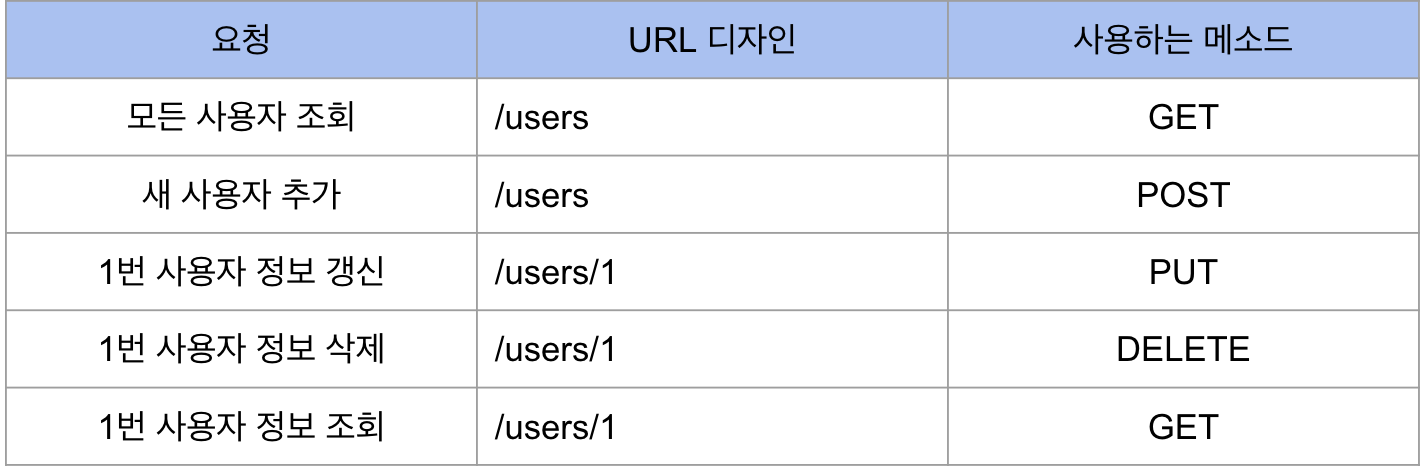 요청 URL 디자인 사용하는 메소드
모든 사용자 조회 /users GET
새 사용자 추가 /users POST
1번 사용자 정보 갱신 /users/1 PUT
1번 사용자 정보 삭제 /users/1 DELETE
1번 사용자 정보 조회 /users/1 GET